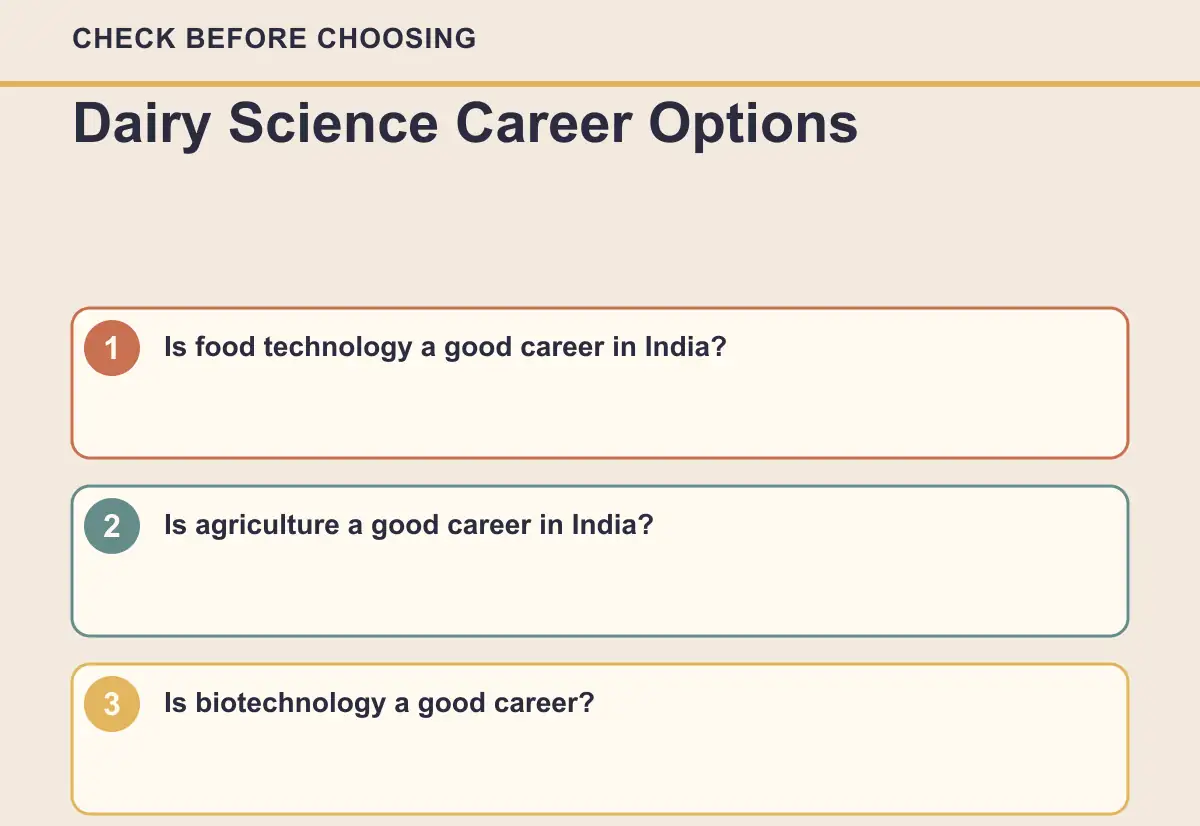 CHECK BEFORE CHOOSING
Dairy Science Career Options
1 Is food technology a good career in India?
2 Is agriculture a good career in India?
3 Is biotechnology a good career?